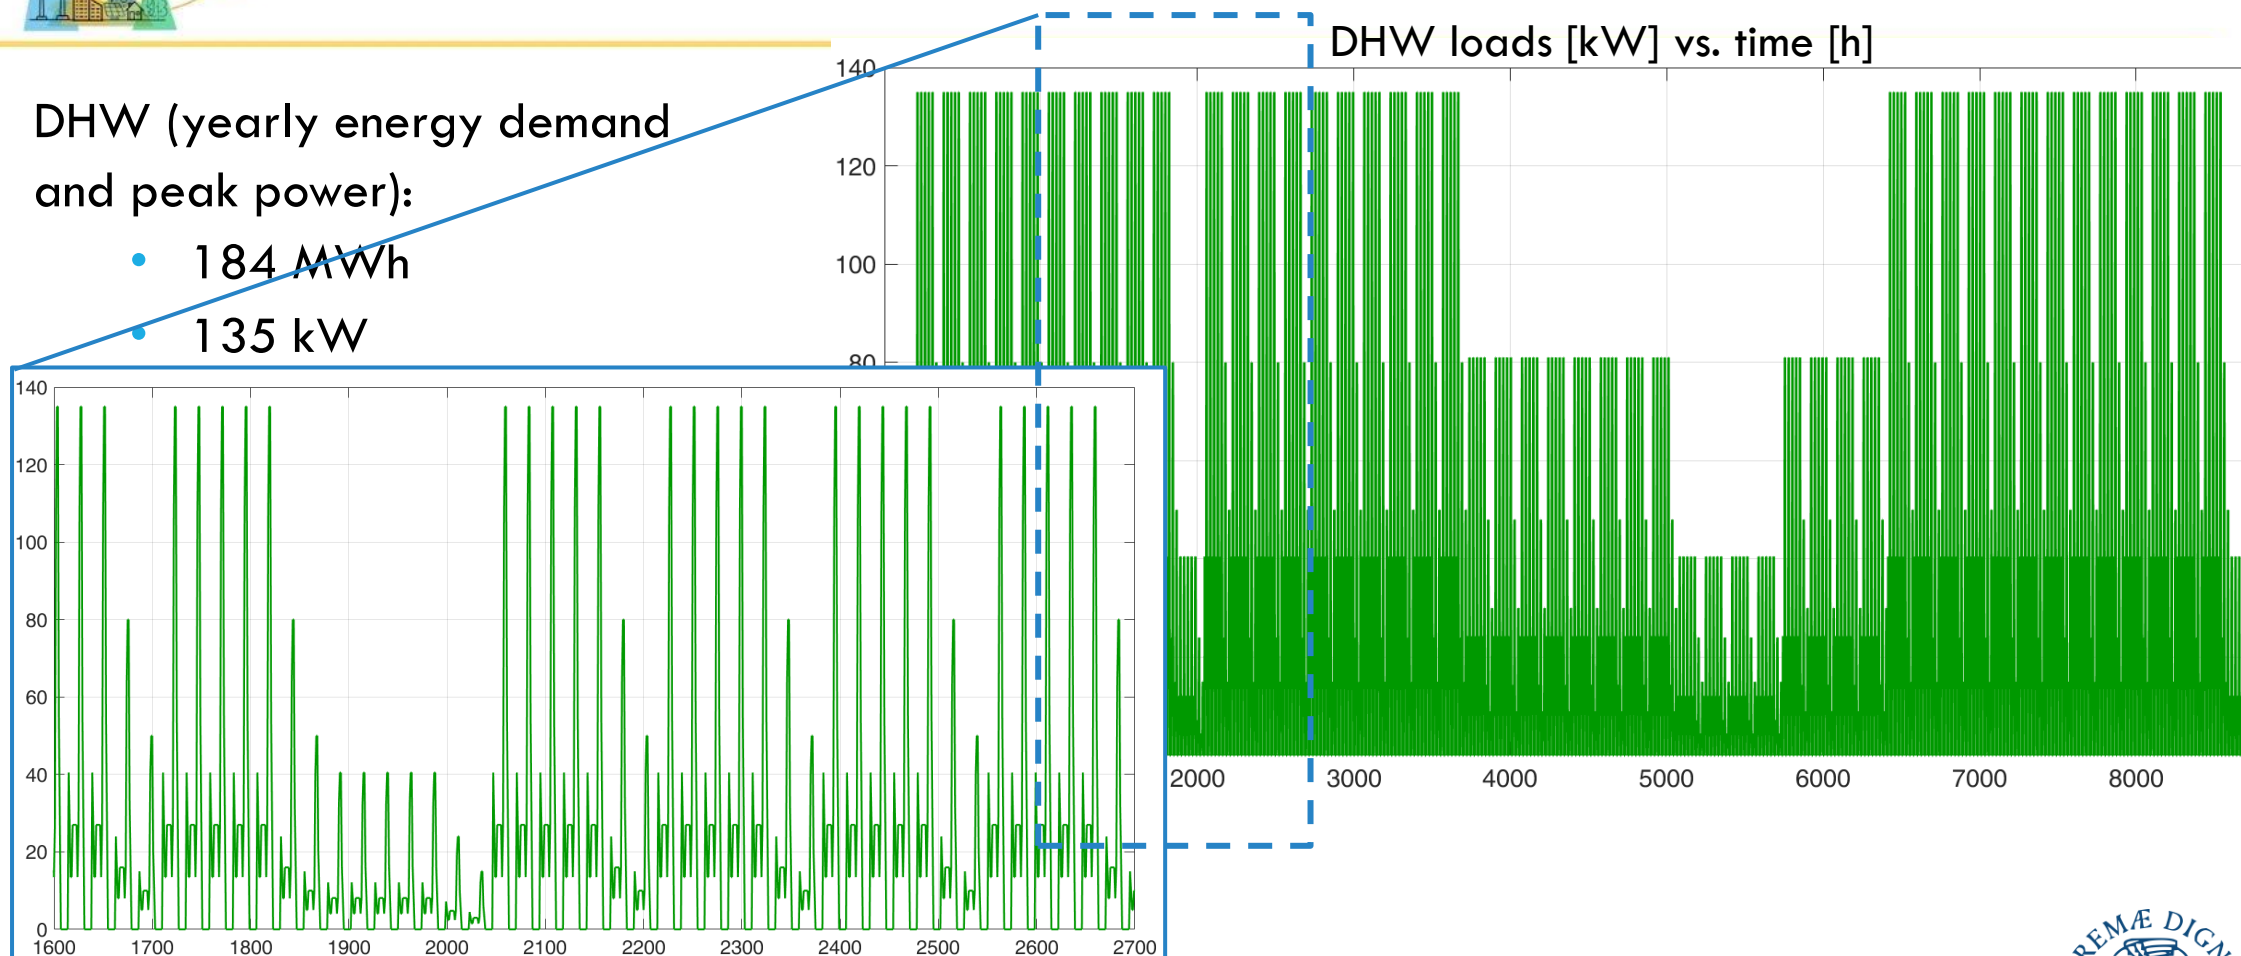 DHW loads [kW] vs. time [h]
DHW (yearly energy demand
and peak power):
• 184 MWh
• 135 kW
140
120
100
80
2000 3000 4000 5000 6000 7000 8000
140
120
100
80
60
40
20
0
1600 1700 1800 1900 2000 2100 2200 2300 2400 2500 2600 2700
REMÆ DIGN